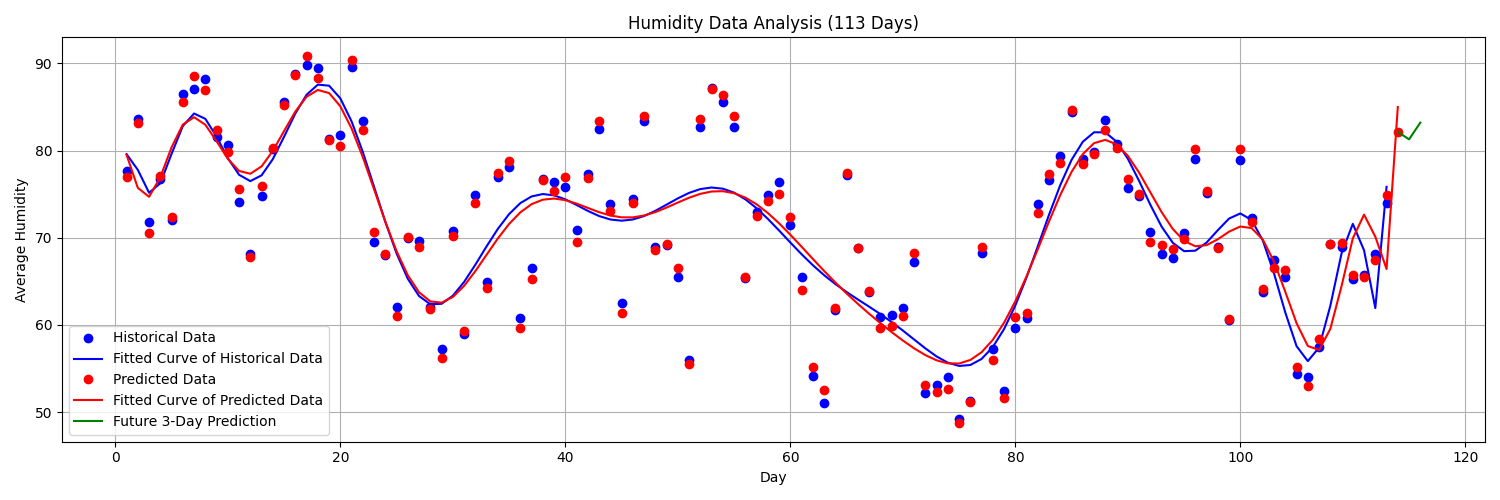 Humidity Data Analysis (113 Days)
Average Humidity
90
80
70
60
50
Historical Data
Fitted Curve of Historical Data
Predicted Data
Fitted Curve of Predicted Data
Future 3-Day Prediction
0 20 40 60 80 100 120
Day